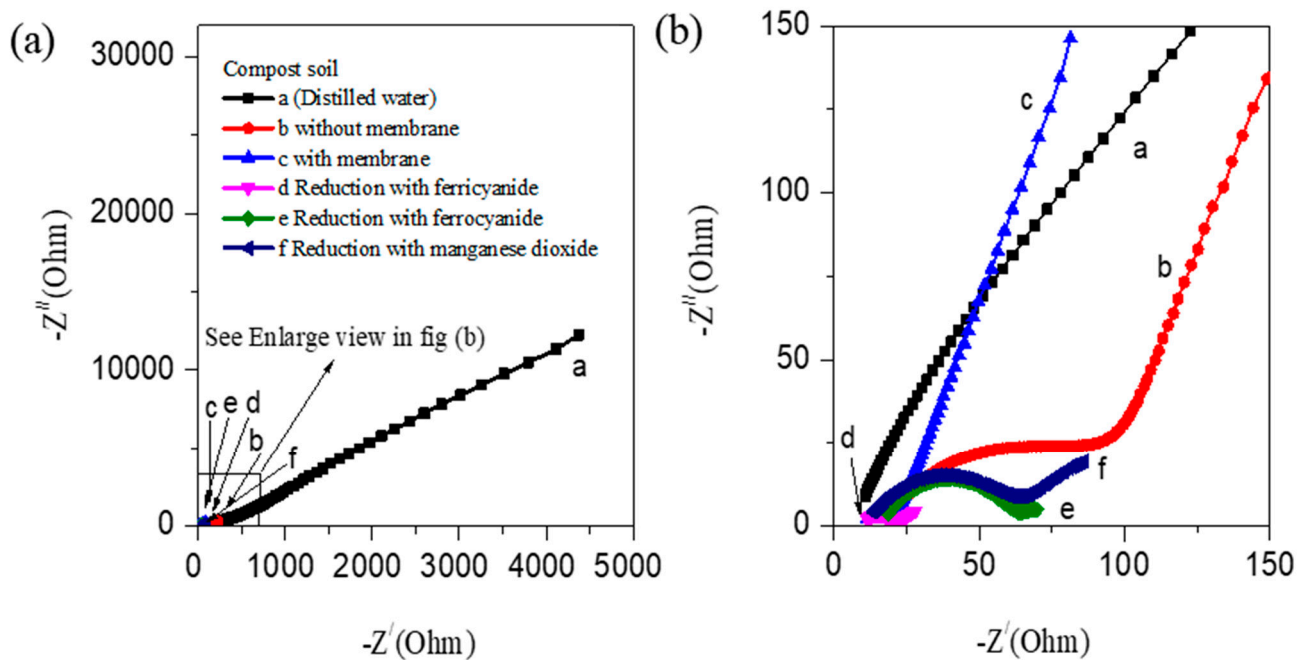 (a)
30000
20000
10000
0
-Z''(Ohm)
Compost soil
a (Distilled water)
b without membrane
c with membrane
d Reduction with ferricyanide
e Reduction with ferrocyanide
f Reduction with manganese dioxide
See Enlarge view in fig (b)
a
c
e
d
b
f
0 1000 2000 3000 4000 5000
-Z'(Ohm)
(b)
150
100
50
0
-Z''(Ohm)
c
a
b
d
f
e
0 50 100 150
-Z'(Ohm)